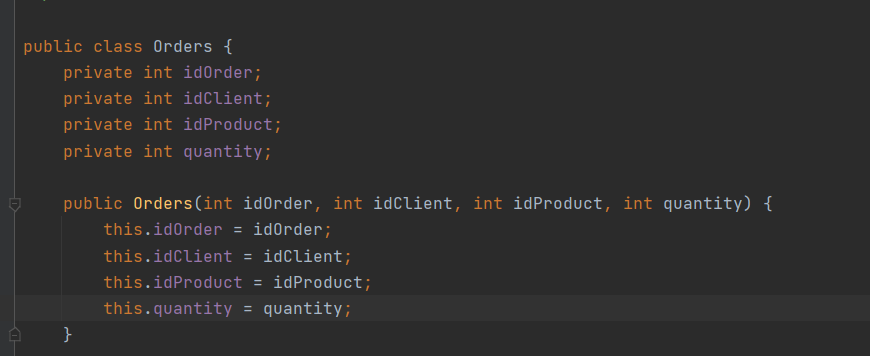 public class Orders {
    private int idOrder;
    private int idClient;
    private int idProduct;
    private int quantity;
    public Orders(int idOrder, int idClient, int idProduct, int quantity) {
        this.idOrder = idOrder;
        this.idClient = idClient;
        this.idProduct = idProduct;
        this.quantity = quantity;
    }